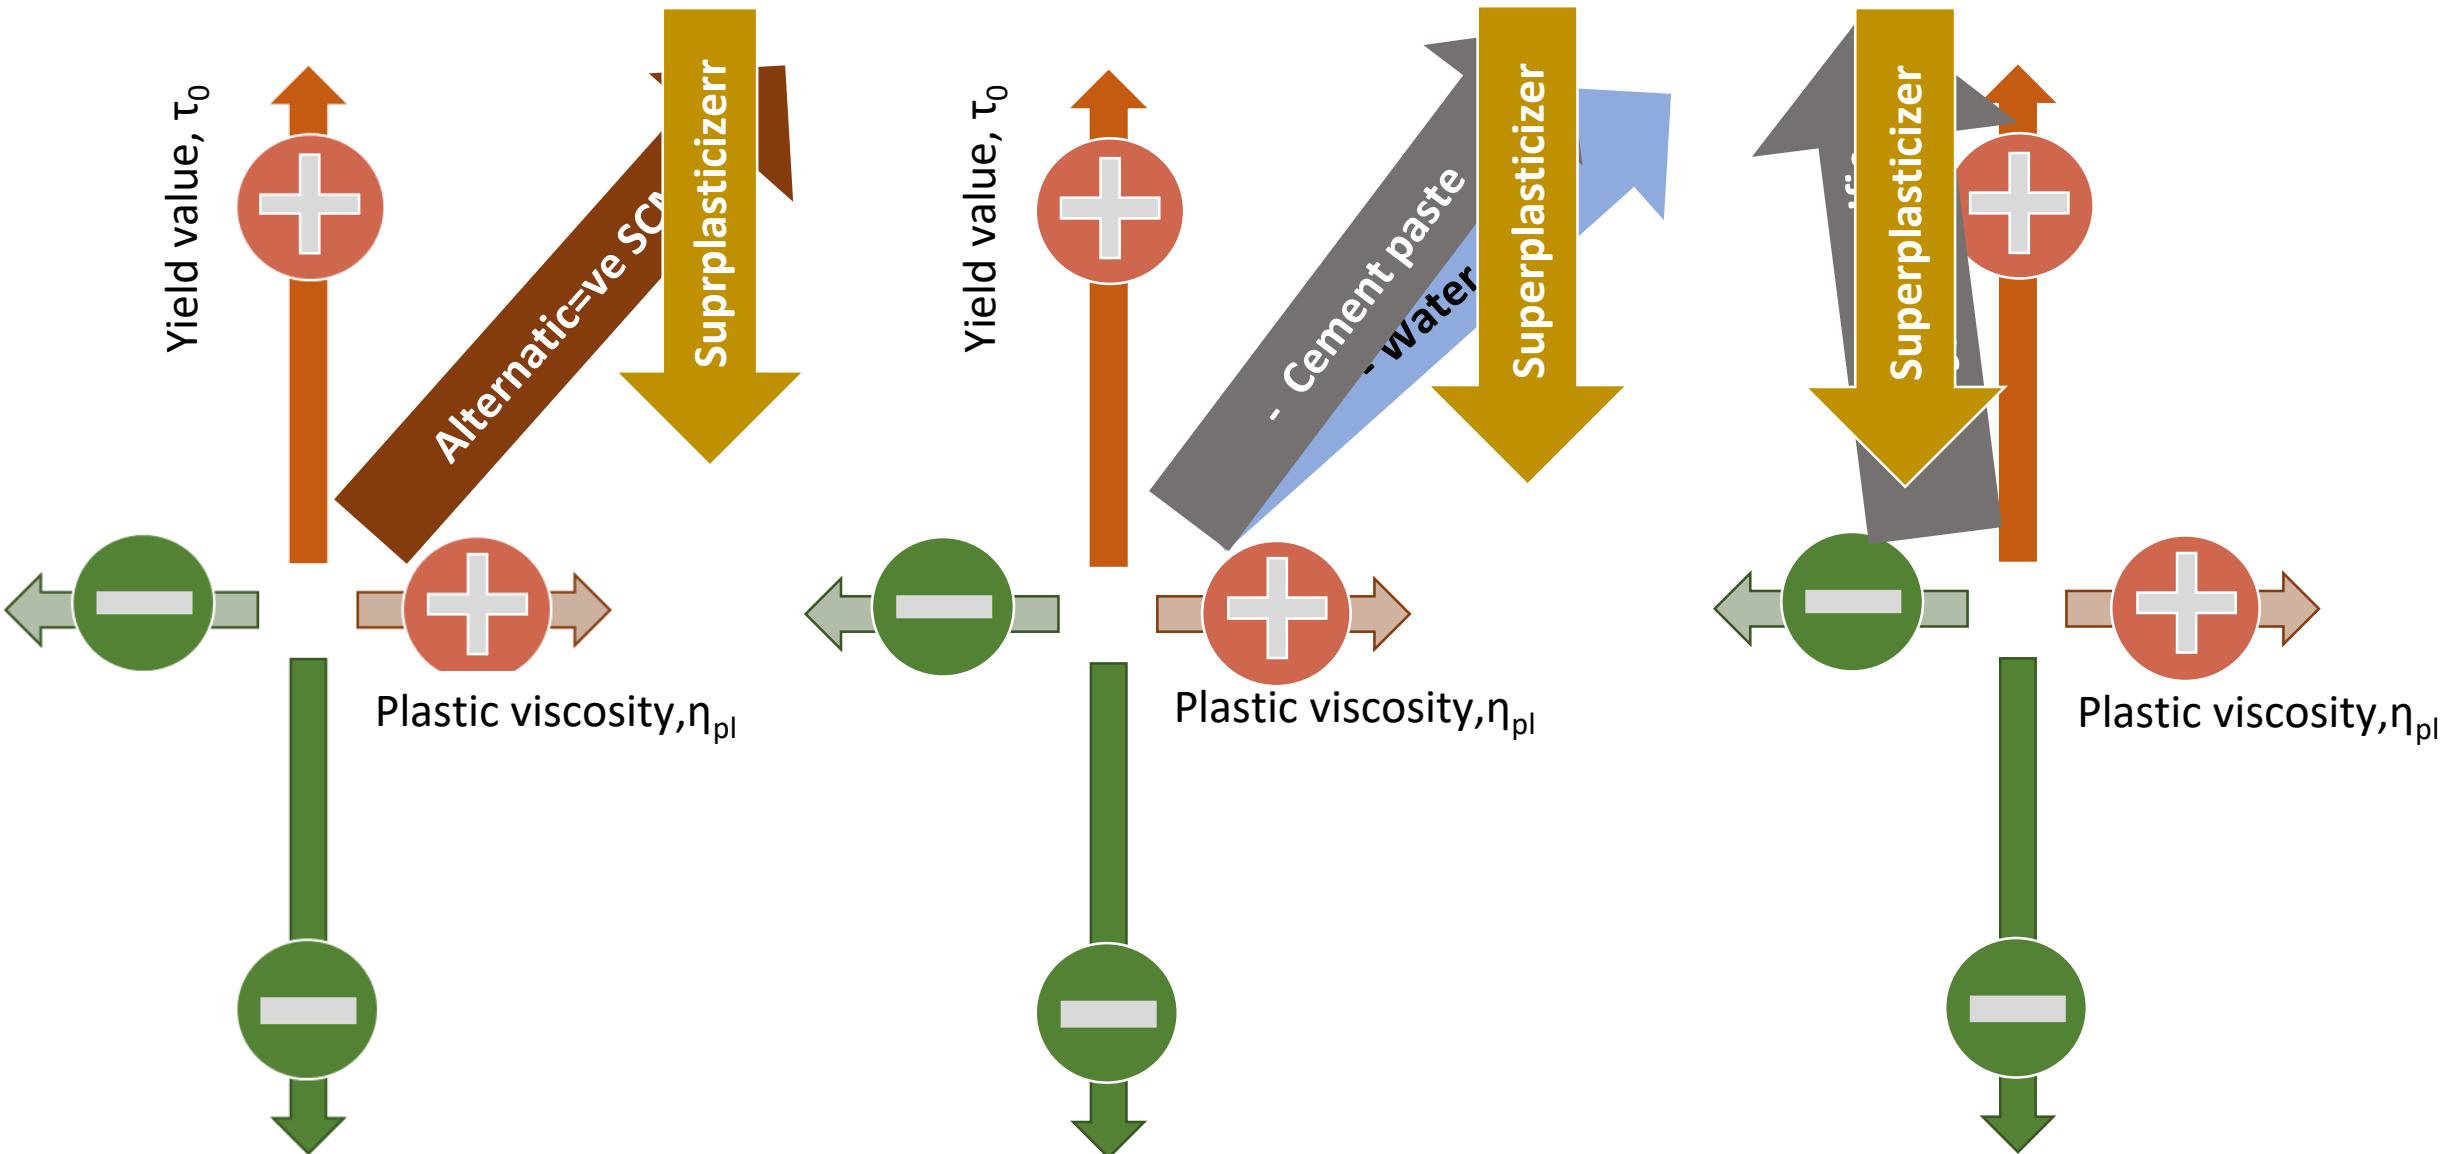 Yield value, τ0
Alternatic=ve SCM
Suprplasticizerr
Plastic viscosity,ηpl
Yield value, τ0
- Cement paste
- Water
Superplasticizer
Plastic viscosity,ηpl
Superplasticizer
Plastic viscosity,ηpl